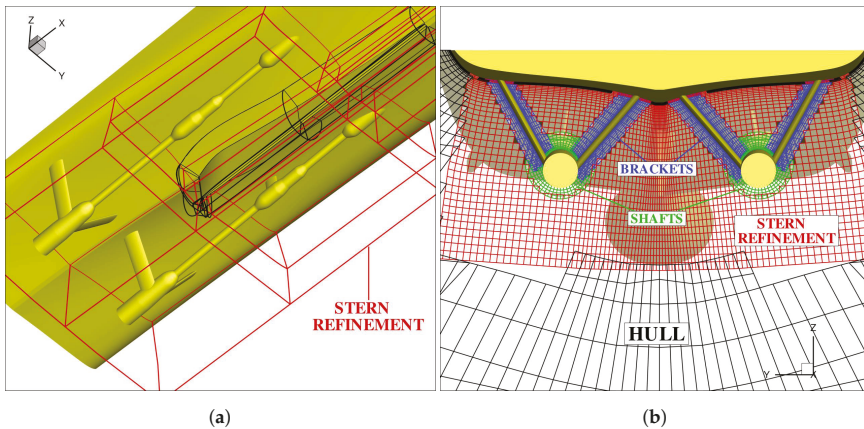 Z
X
Y
STERN
REFINEMENT
(a)
BRACKETS
SHAFTS
STERN
REFINEMENT
HULL
Z
Y
X
(b)